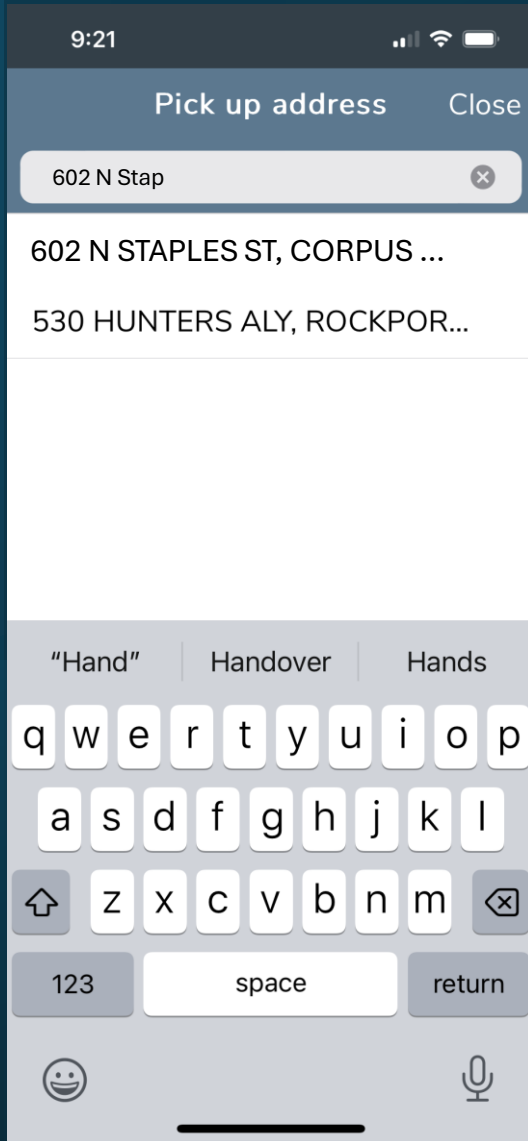 9:21
Pick up address Close
602 N Stap
602 N STAPLES ST, CORPUS ...
530 HUNTERS ALY, ROCKPOR...
“Hand” Handover Hands
q w e r t y u i o p
a s d f g h j k l
z x c v b n m
123 space return